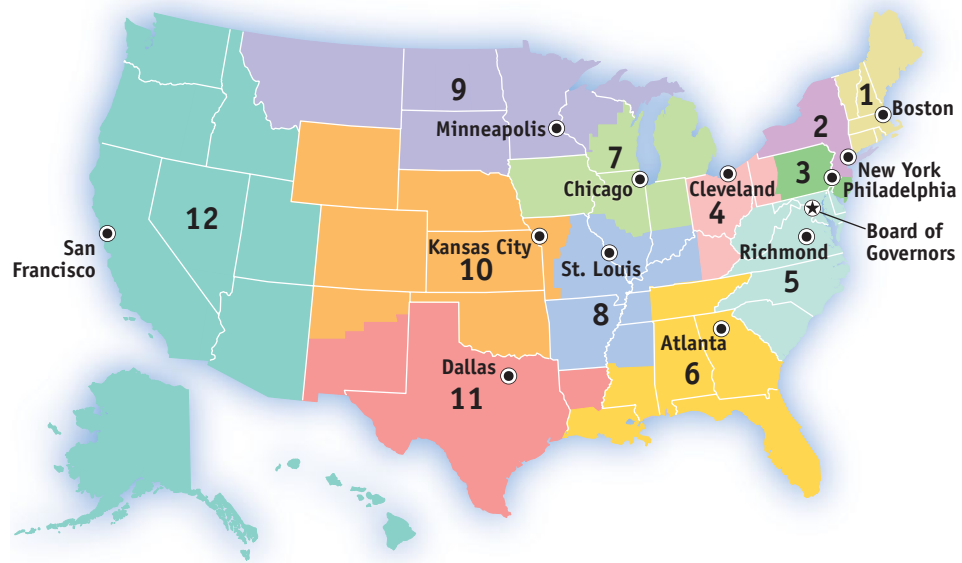 9
Minneapolis
7
Chicago
1
Boston
2
3
New York
Philadelphia
Cleveland
4
12
San
Francisco
Kansas City
10
St. Louis
Board of
Governors
Richmond
5
8
Atlanta
6
Dallas
11